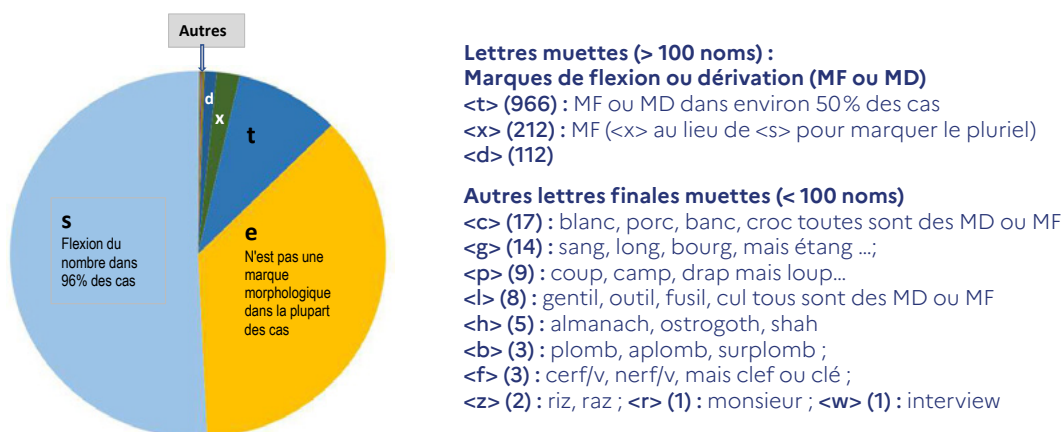 Autres
d
x
t
s
Flexion du
nombre dans
96% des cas
e
N'est pas une
marque
morphologique
dans la plupart
des cas
Lettres muettes (> 100 noms) :
Marques de flexion ou dérivation (MF ou MD)
<t> (966) : MF ou MD dans environ 50% des cas
<x> (212) : MF (<x> au lieu de <s> pour marquer le pluriel)
<d> (112)
Autres lettres finales muettes (< 100 noms)
<c> (17) : blanc, porc, banc, croc toutes sont des MD ou MF
<g> (14) : sang, long, bourg, mais étang ...;
<p> (9) : coup, camp, drap mais loup...
<l> (8) : gentil, outil, fusil, cul tous sont des MD ou MF
<h> (5) : almanach, ostrogoth, shah
<b> (3) : plomb, aplomb, surplomb ;
<f> (3) : cerf/v, nerf/v, mais clef ou clé ;
<z> (2) : riz, raz ; <r> (1) : monsieur ; <w> (1) : interview